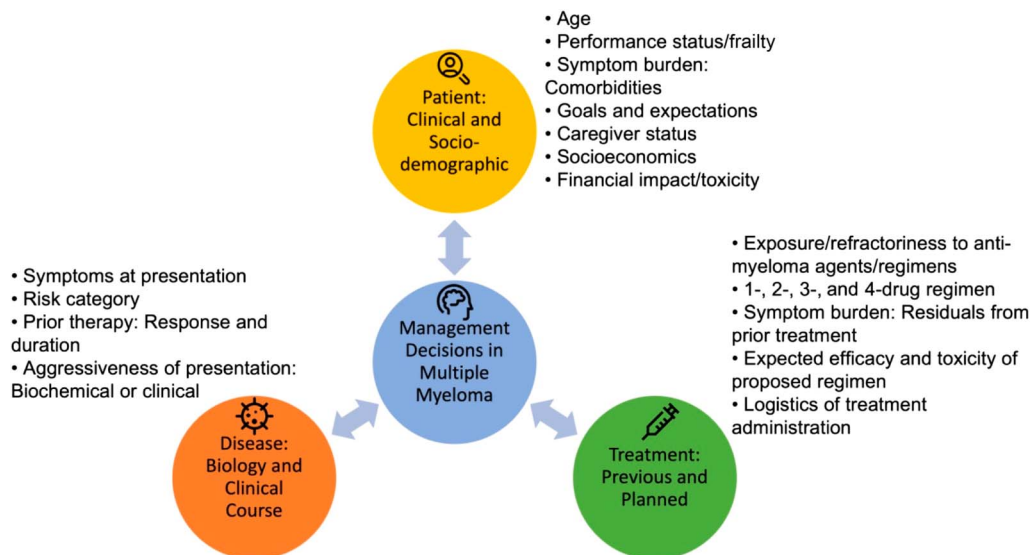 • Age
• Performance status/frailty
• Symptom burden:
Comorbidities
• Goals and expectations
• Caregiver status
• Socioeconomics
• Financial impact/toxicity
Patient:
Clinical and
Socio-
demographic
• Symptoms at presentation
• Risk category
• Prior therapy: Response and
duration
• Aggressiveness of presentation:
Biochemical or clinical
Management
Decisions in
Multiple
Myeloma
• Exposure/refractoriness to anti-
myeloma agents/regimens
• 1-, 2-, 3-, and 4-drug regimen
• Symptom burden: Residuals from
prior treatment
• Expected efficacy and toxicity of
proposed regimen
• Logistics of treatment
administration
Disease:
Biology and
Clinical
Course
Treatment:
Previous and
Planned